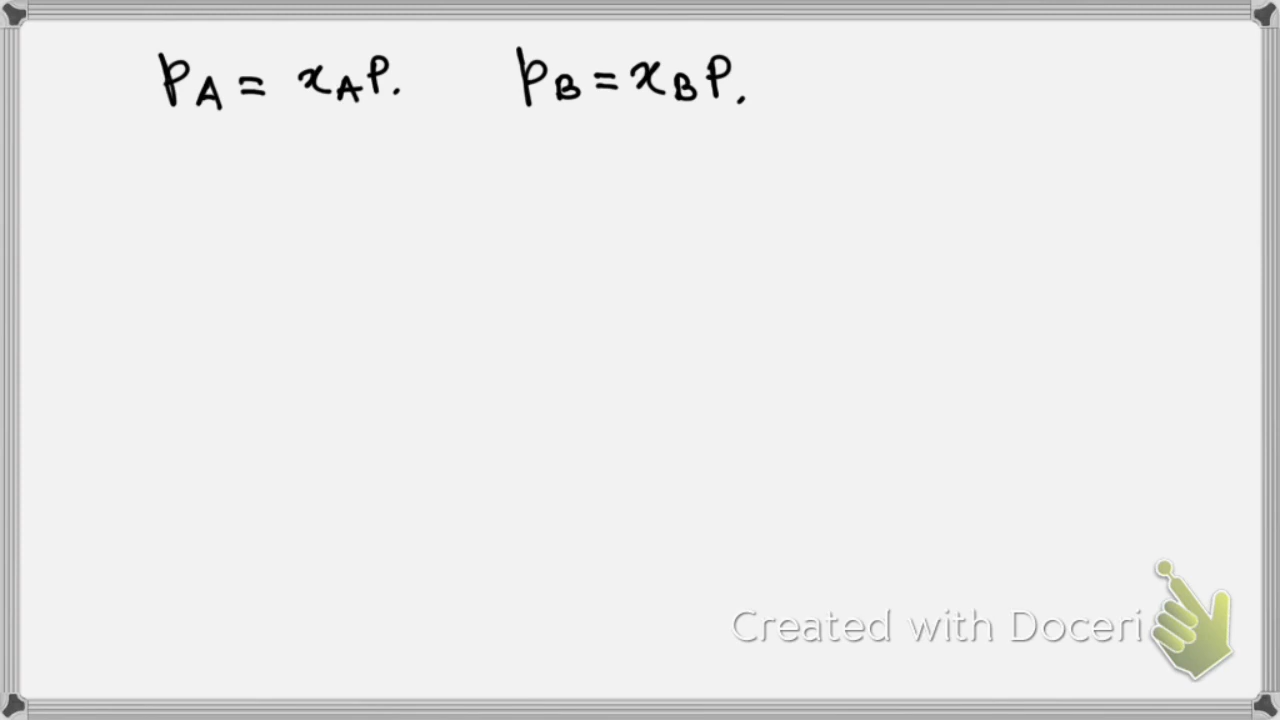 pA = xAP. pB = xBP.
Created with Doceri